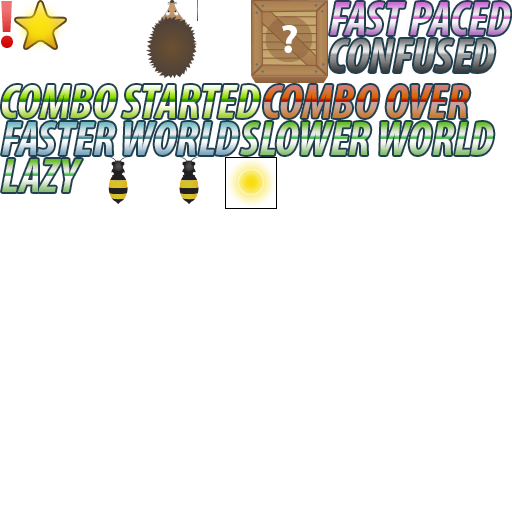 !
?
FAST PACED
CONFUSED
COMBO STARTED
COMBO OVER
FASTER WORLD
SLOWER WORLD
LAZY